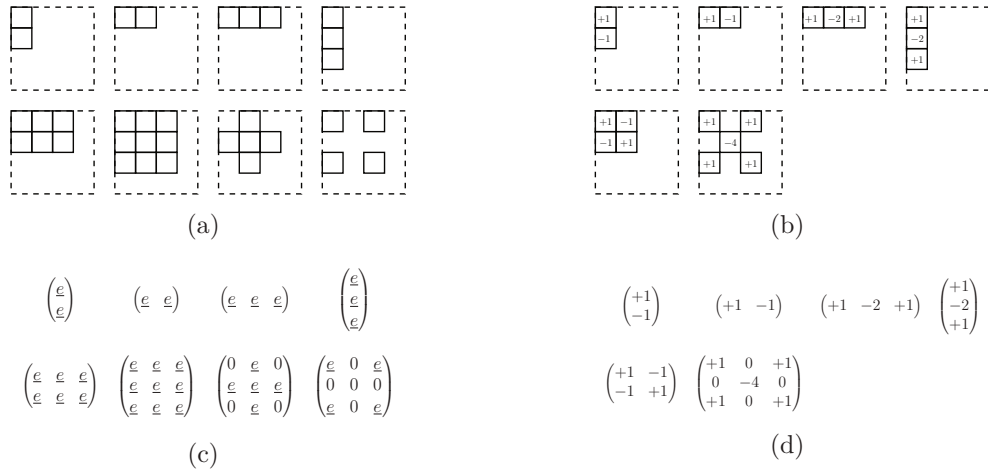 +1 +1 −1 +1 −2 +1 +1
−1 −2
+1
+1 −1 +1 +1
−1 +1 −4
+1 +1
(a) (b)
(e e) (e e) (e e e) (e e e)
(e e e e e e) (e e e e e e e e e) (0 e 0 e e e 0 e 0) (e 0 e 0 0 0 e 0 e)
(+1 −1) (+1 −1) (+1 −2 +1) (+1 −2 +1)
(+1 −1 −1 +1) (+1 0 +1 0 −4 0 +1 0 +1)
(c) (d)